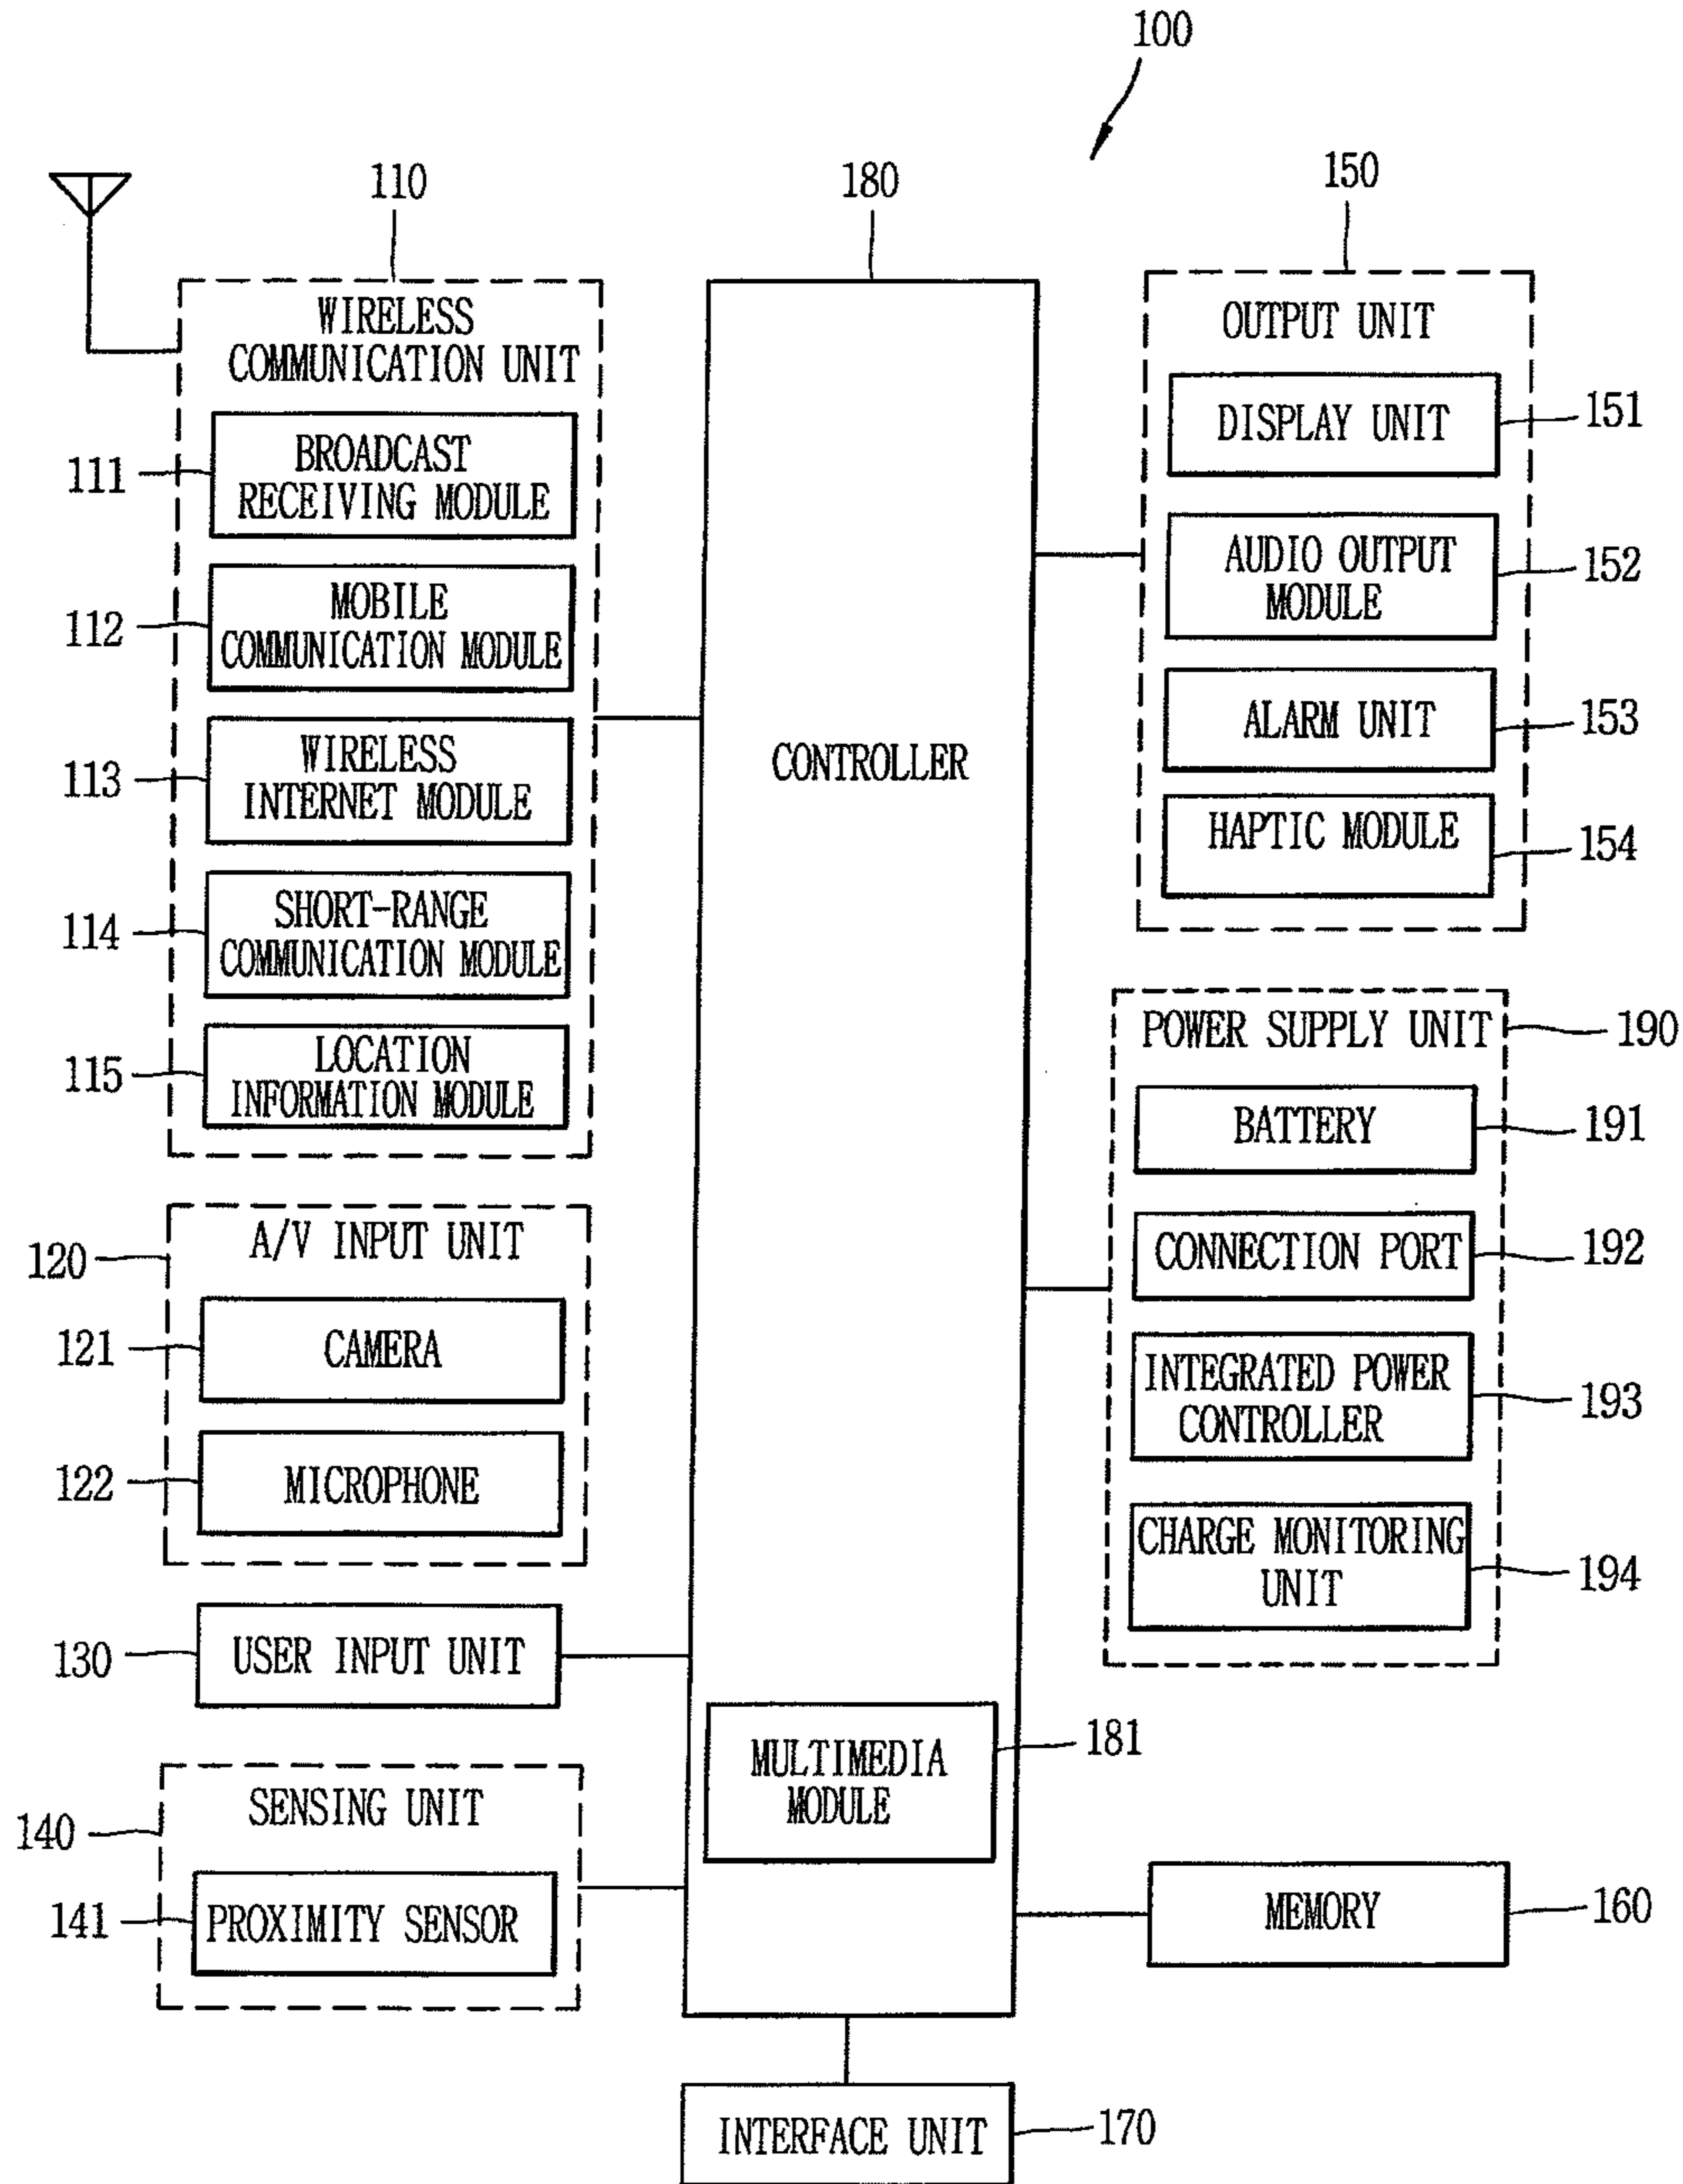 100
110
180
150
WIRELESS
COMMUNICATION UNIT
111
BROADCAST
RECEIVING MODULE
112
MOBILE
COMMUNICATION MODULE
113
WIRELESS
INTERNET MODULE
114
SHORT-RANGE
COMMUNICATION MODULE
115
LOCATION
INFORMATION MODULE
120
A/V INPUT UNIT
121
CAMERA
122
MICROPHONE
130
USER INPUT UNIT
140
SENSING UNIT
141
PROXIMITY SENSOR
CONTROLLER
MULTIMEDIA
MODULE
181
INTERFACE UNIT
170
OUTPUT UNIT
DISPLAY UNIT
151
AUDIO OUTPUT
MODULE
152
ALARM UNIT
153
HAPTIC MODULE
154
POWER SUPPLY UNIT
190
BATTERY
191
CONNECTION PORT
192
INTEGRATED POWER
CONTROLLER
193
CHARGE MONITORING
UNIT
194
MEMORY
160